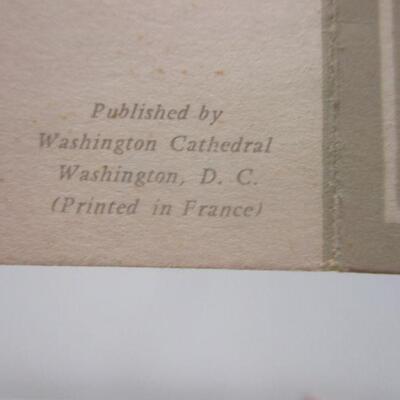 Published by
Washington Cathedral
Washington, D. C.
(Printed in France)